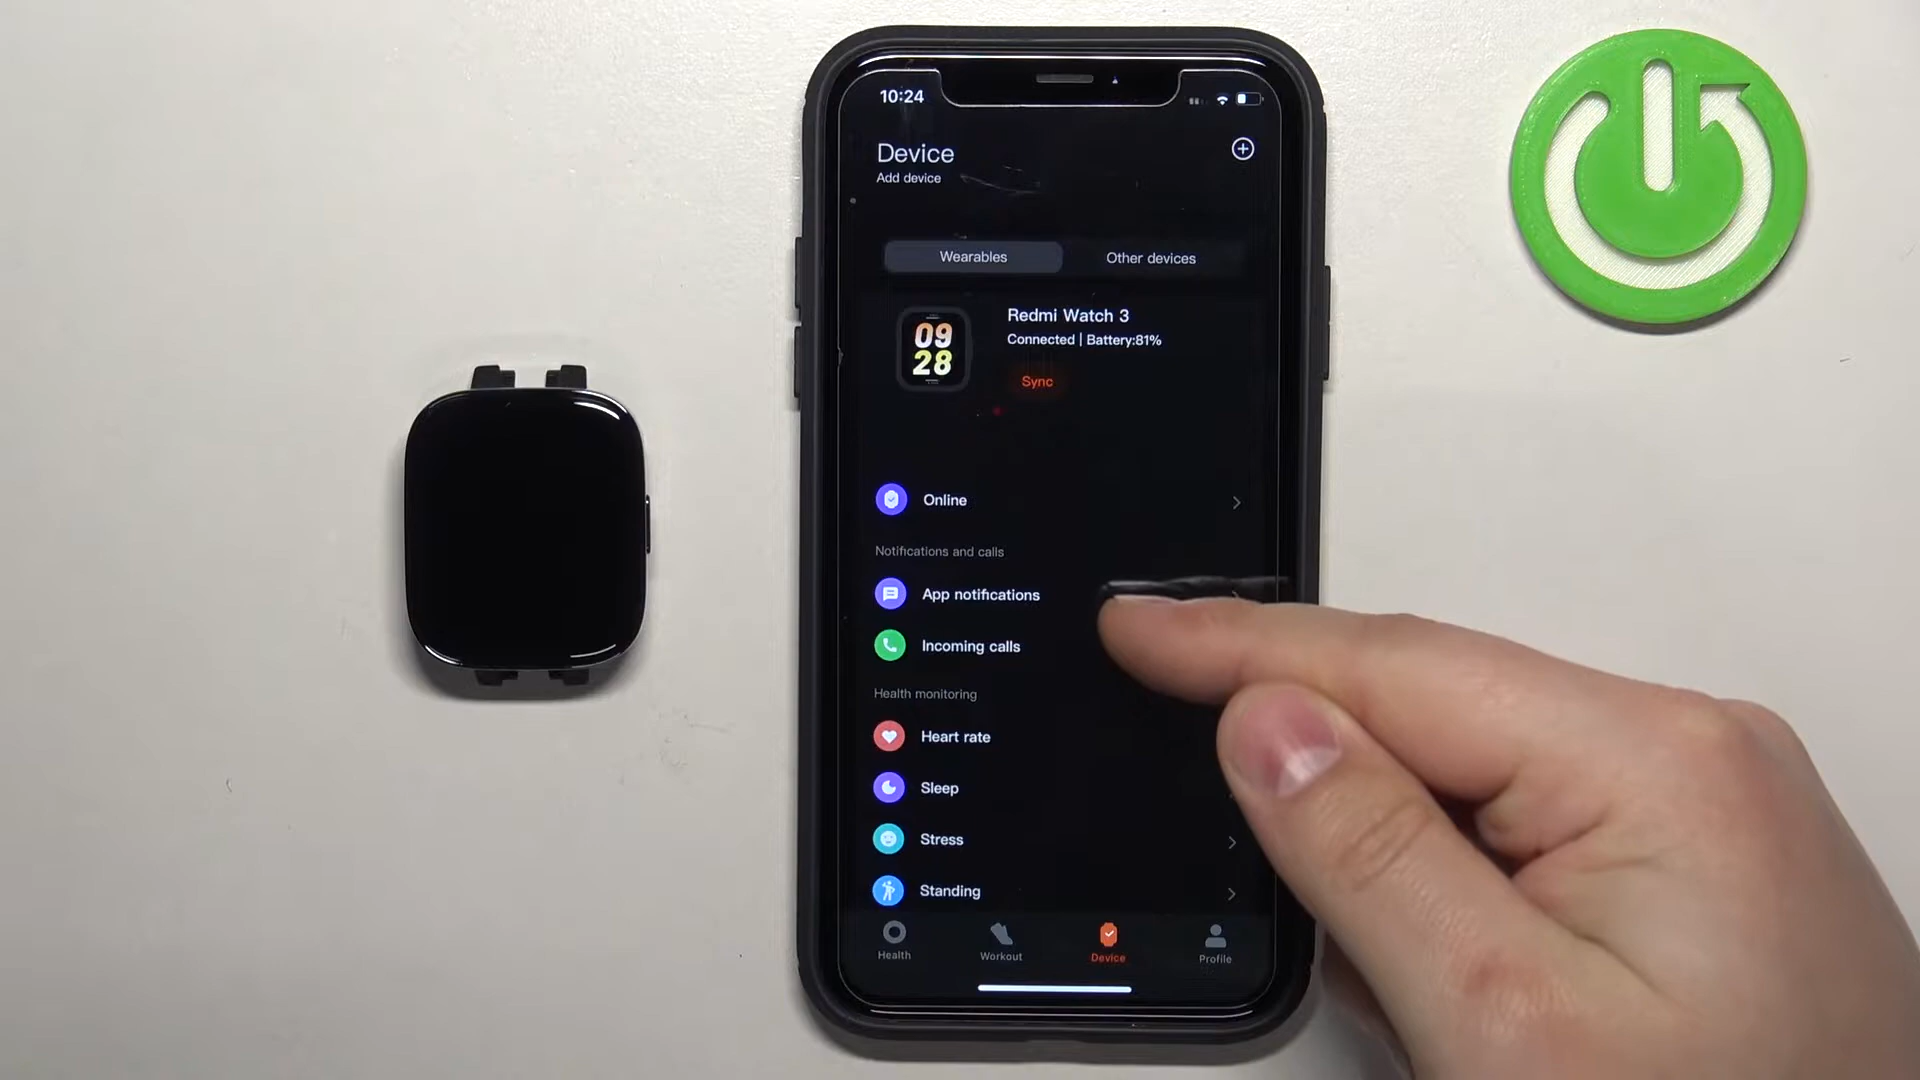 10:24
Device
Add device
Wearables
Other devices
09
28
Redmi Watch 3
Connected | Battery:81%
Sync
Online
Notifications and calls
App notifications
Incoming calls
Health monitoring
Heart rate
Sleep
Stress
Standing
Health
Workout
Device
Profile